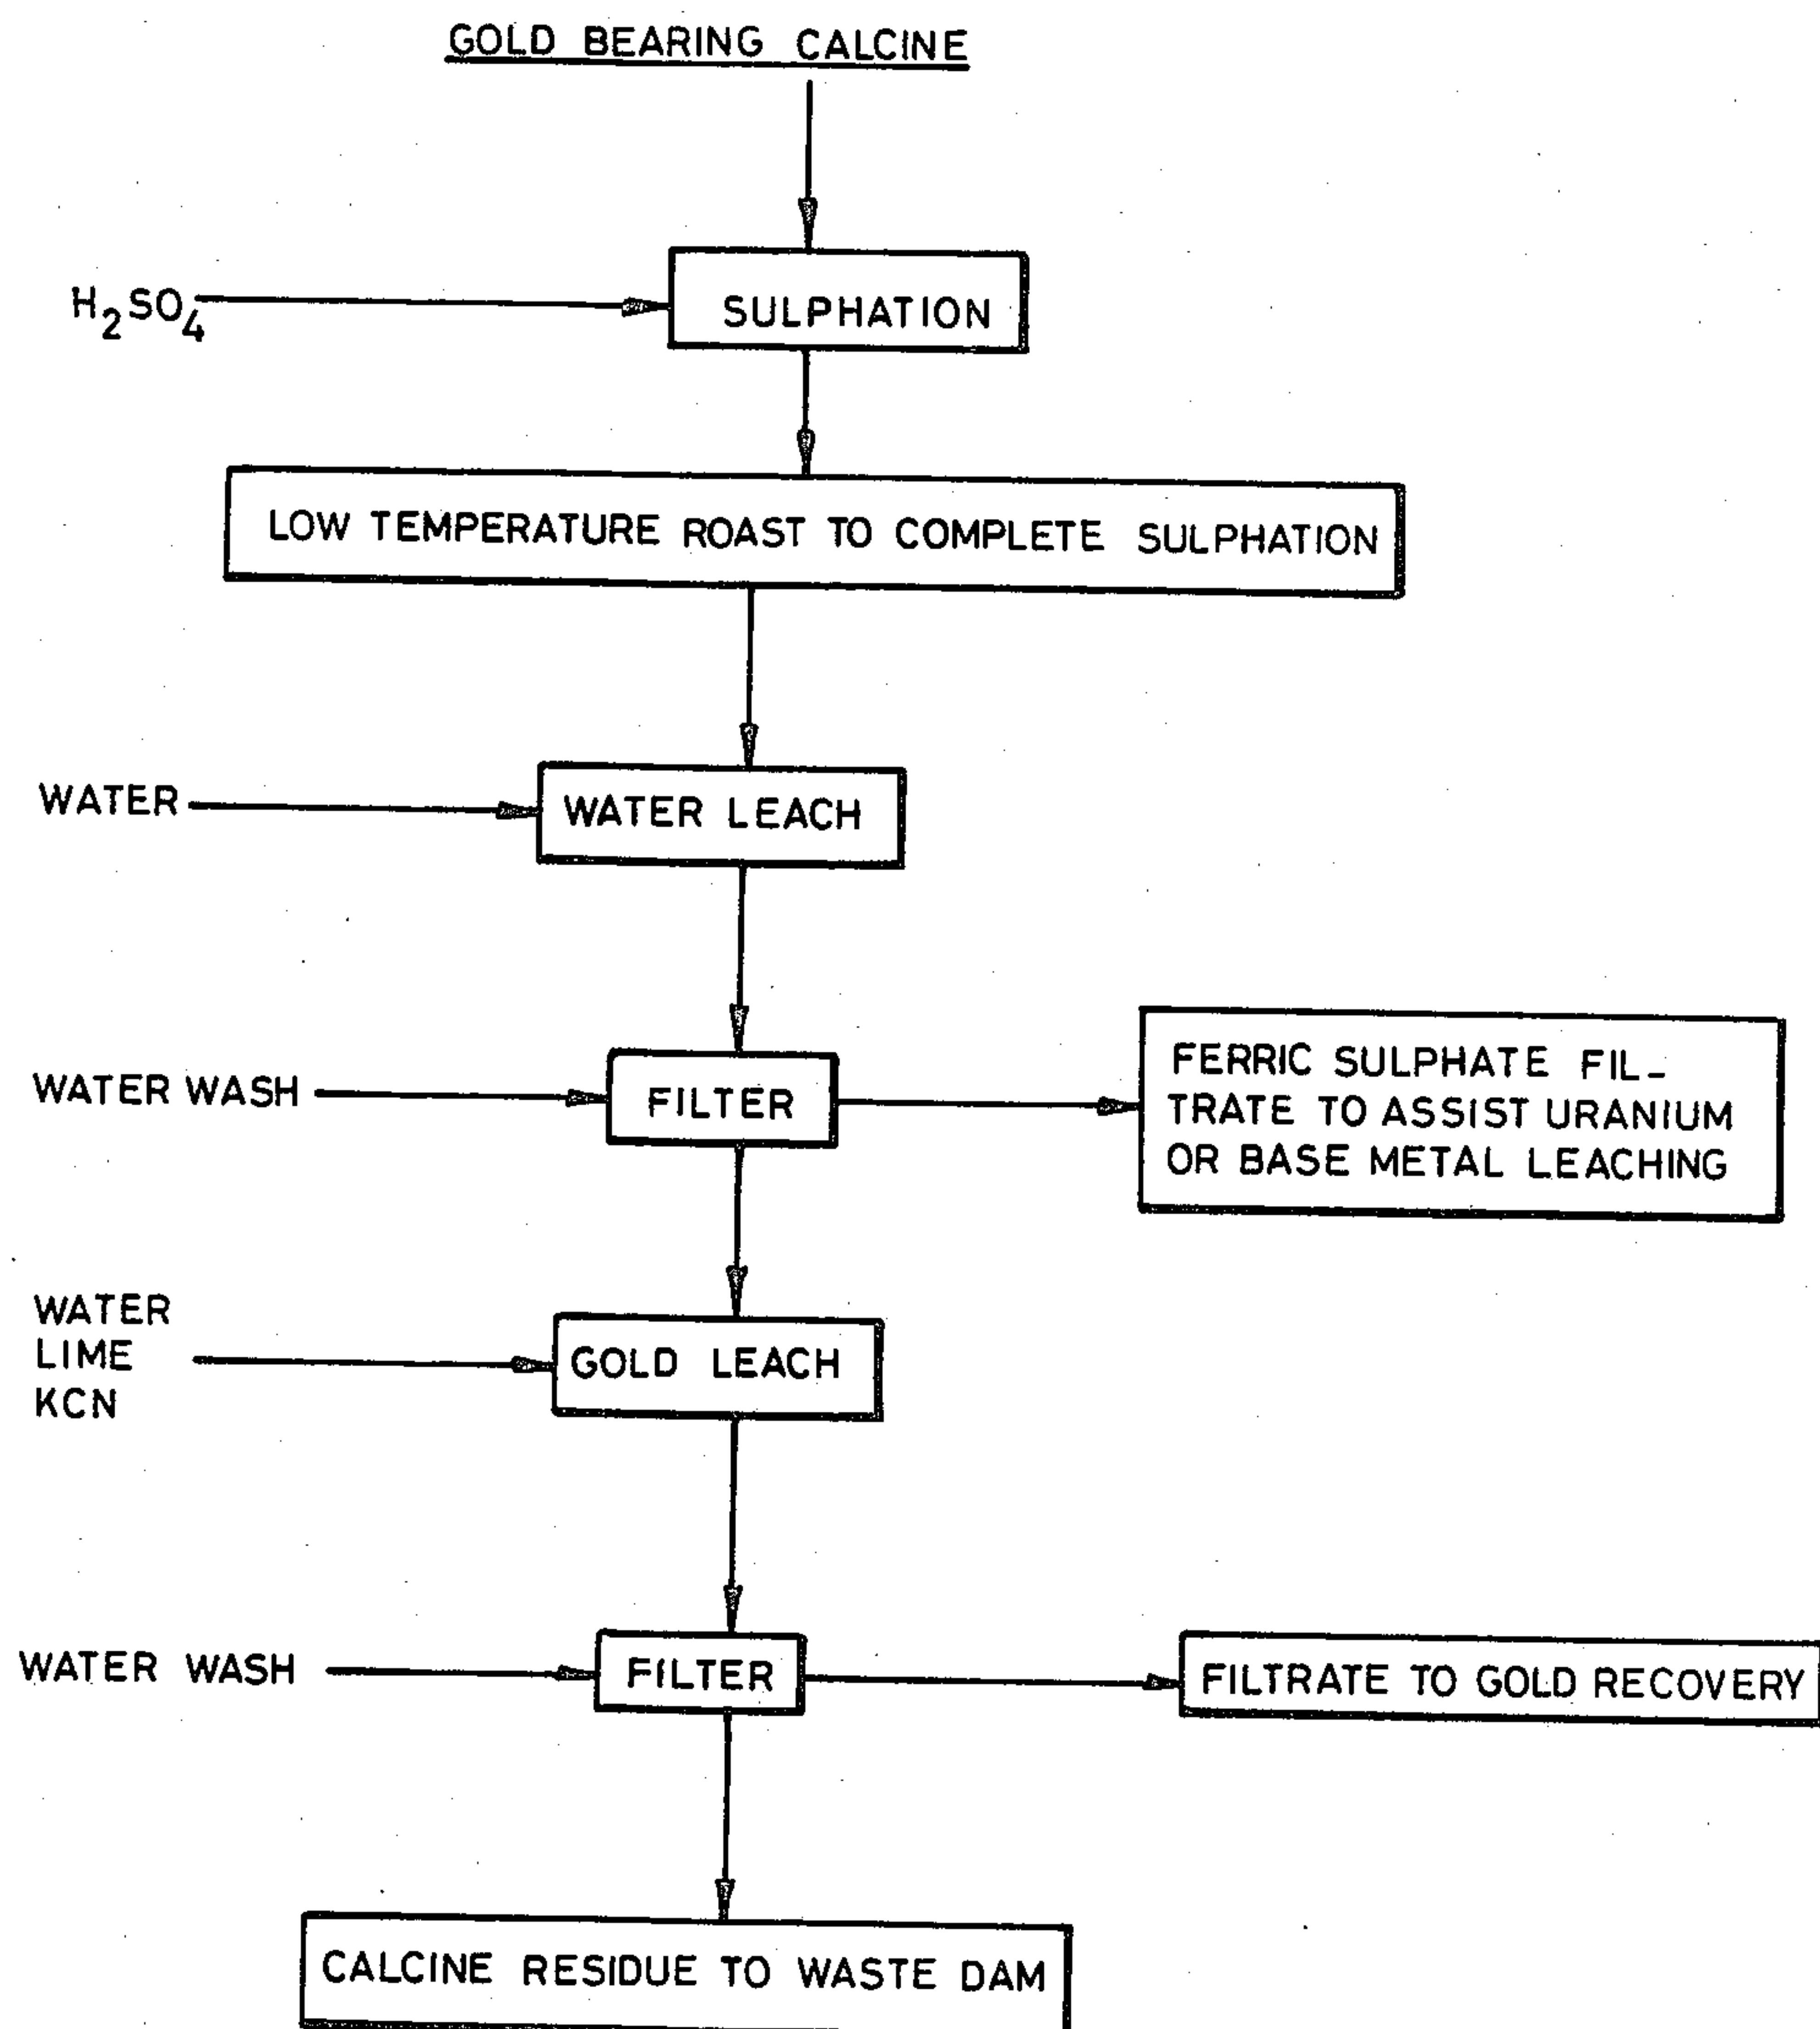 GOLD BEARING CALCINE
H₂SO₄
SULPHATION
LOW TEMPERATURE ROAST TO COMPLETE SULPHATION
WATER
WATER LEACH
WATER WASH
FILTER
FERRIC SULPHATE FIL-
TRATE TO ASSIST URANIUM
OR BASE METAL LEACHING
WATER
LIME
KCN
GOLD LEACH
WATER WASH
FILTER
FILTRATE TO GOLD RECOVERY
CALCINE RESIDUE TO WASTE DAM